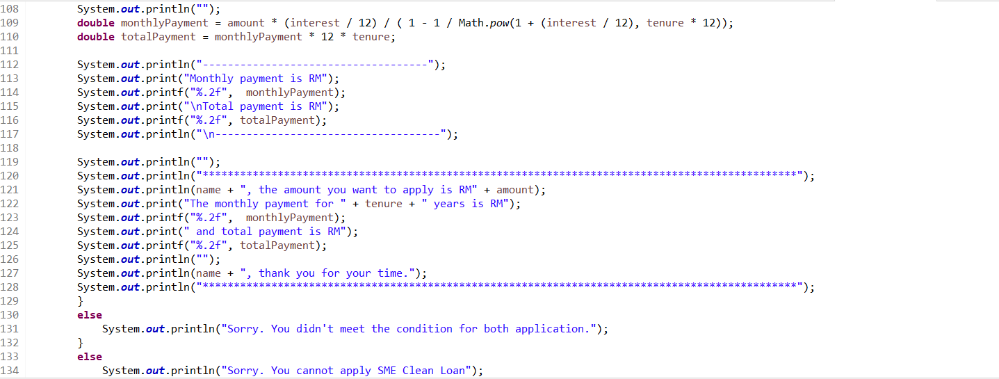 108 System.out.println("");
109 double monthlyPayment = amount * (interest / 12) / ( 1 - 1 / Math.pow(1 + (interest / 12), tenure * 12));
110 double totalPayment = monthlyPayment * 12 * tenure;
111
112 System.out.println("------------------------------------");
113 System.out.print("Monthly payment is RM");
114 System.out.printf("%.2f",  monthlyPayment);
115 System.out.print("\nTotal payment is RM");
116 System.out.printf("%.2f", totalPayment);
117 System.out.println("\n------------------------------------");
118
119 System.out.println("");
120 System.out.println("***********************************************************************************************");
121 System.out.println(name + ", the amount you want to apply is RM" + amount);
122 System.out.print("The monthly payment for " + tenure + " years is RM");
123 System.out.printf("%.2f",  monthlyPayment);
124 System.out.print(" and total payment is RM");
125 System.out.printf("%.2f", totalPayment);
126 System.out.println("");
127 System.out.println(name + ", thank you for your time.");
128 System.out.println("***********************************************************************************************");
129 }
130 else
131 System.out.println("Sorry. You didn't meet the condition for both application.");
132 }
133 else
134 System.out.println("Sorry. You cannot apply SME Clean Loan");